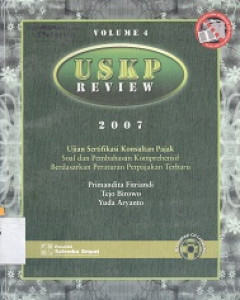 VOLUME 4
USKP
REVIEW
2007
Ujian Sertifikasi Konsultan Pajak
Soal dan Pembahasan Komprehensif
Berdasarkan Peraturan Perpajakan Terbaru
Primandita Fitriandi
Tejo Birowo
Yuda Aryanto
Penerbit
Salemba Empat